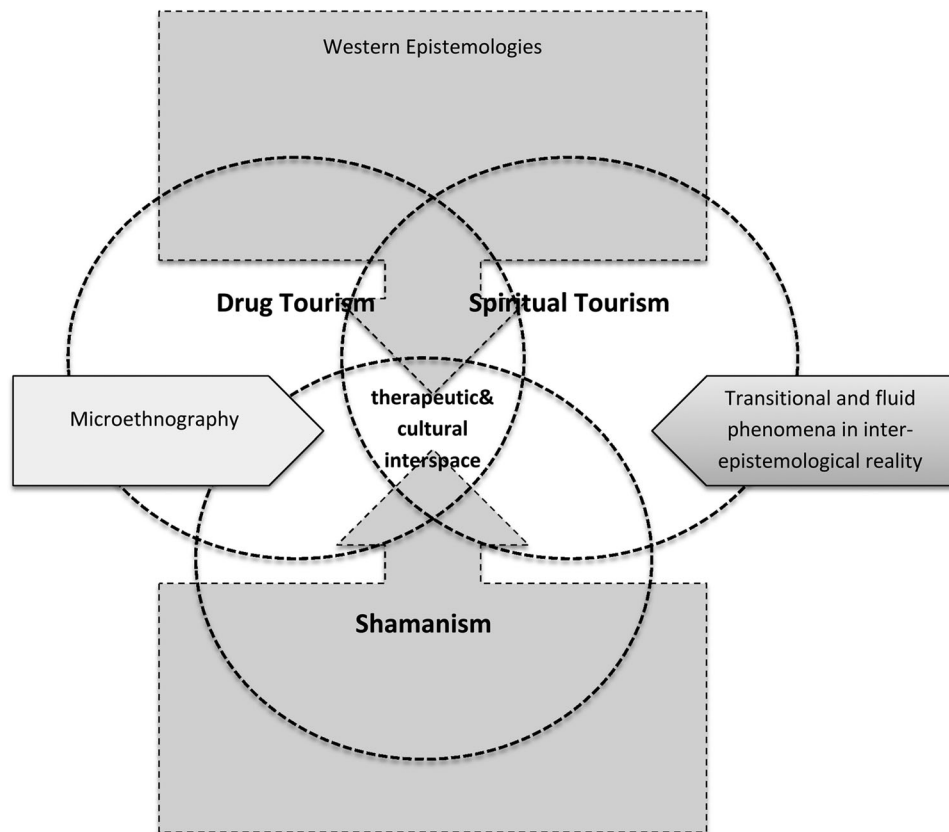 Western Epistemologies
Drug Tourism
Spiritual Tourism
therapeutic&
cultural
interspace
Microethnography
Transitional and fluid
phenomena in inter-
epistemological reality
Shamanism